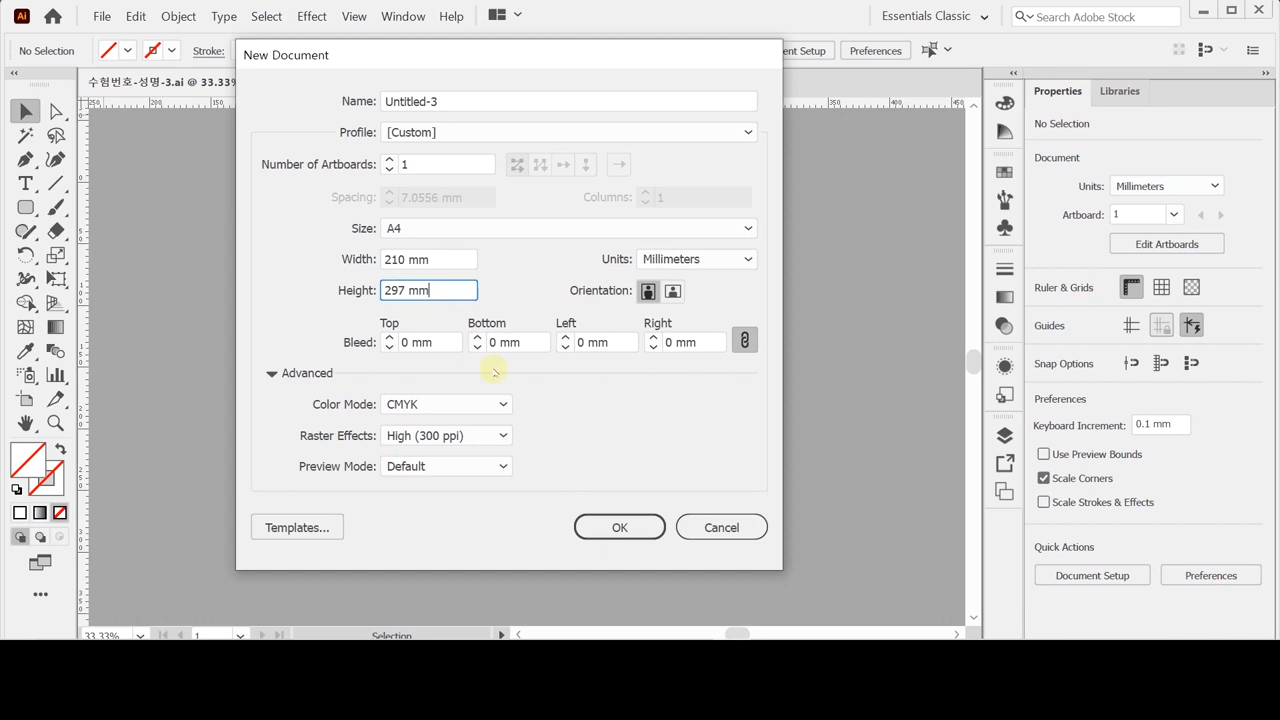 Ai File Edit Object Type Select Effect View Window Help Essentials Classic Search Adobe Stock
No Selection Stroke: ent Setup Preferences
New Document
수험번호-성명-3.ai @ 33.33%
Properties Libraries
250 200 150 350 400 450
Name: Untitled-3
No Selection
Profile: [Custom]
Document
Number of Artboards: 1
Units: Millimeters
Spacing: 7.0556 mm Columns: 1
Artboard: 1
Size: A4
Edit Artboards
Width: 210 mm Units: Millimeters
Height: 297 mm Orientation:
Ruler & Grids
Top Bottom Left Right
Guides
Bleed: 0 mm 0 mm 0 mm 0 mm
Snap Options
Advanced
Preferences
Color Mode: CMYK
Keyboard Increment: 0.1 mm
Raster Effects: High (300 ppi)
Use Preview Bounds
Preview Mode: Default
Scale Corners
Scale Strokes & Effects
Templates... OK Cancel
Quick Actions
Document Setup Preferences
33.33% 1 Selection